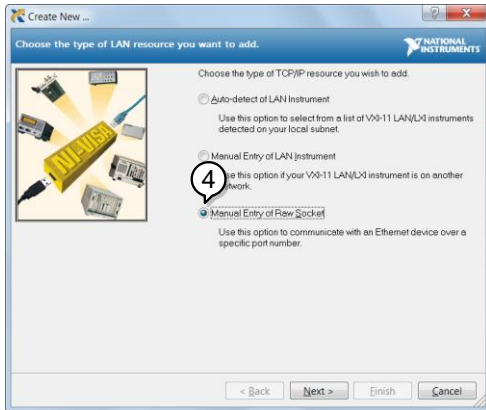 Create New ...
Choose the type of LAN resource you want to add.
NATIONAL
INSTRUMENTS
Choose the type of TCP/IP resource you wish to add.
Auto-detect of LAN Instrument
Use this option to select from a list of VXI-11 LAN/LXI instruments
detected on your local subnet.
Manual Entry of LAN Instrument
4
this option if your VXI-11 LAN/LXI instrument is on another
Manual Entry of Raw Socket
Use this option to communicate with an Ethernet device over a
specific port number.
NI-VISA
< Back
Next >
Finish
Cancel